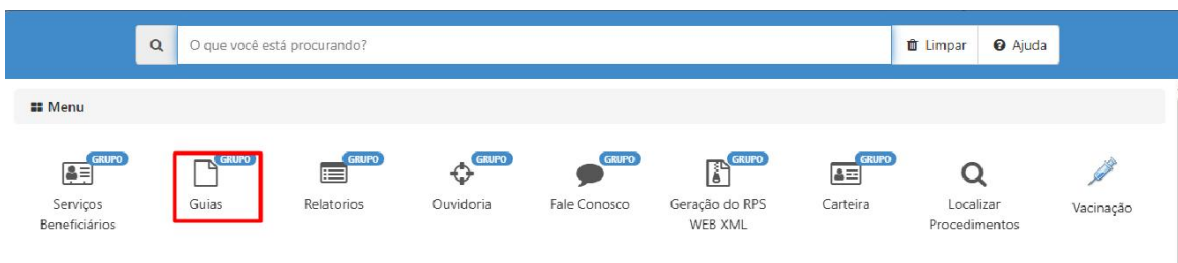 O que você está procurando?
Limpar
Ajuda
Menu
GRUPO GRUPO GRUPO GRUPO GRUPO GRUPO GRUPO
Serviços Guias Relatorios Ouvidoria Fale Conosco Geração do RPS Carteira Localizar Vacinação
Beneficiários WEB XML Procedimentos